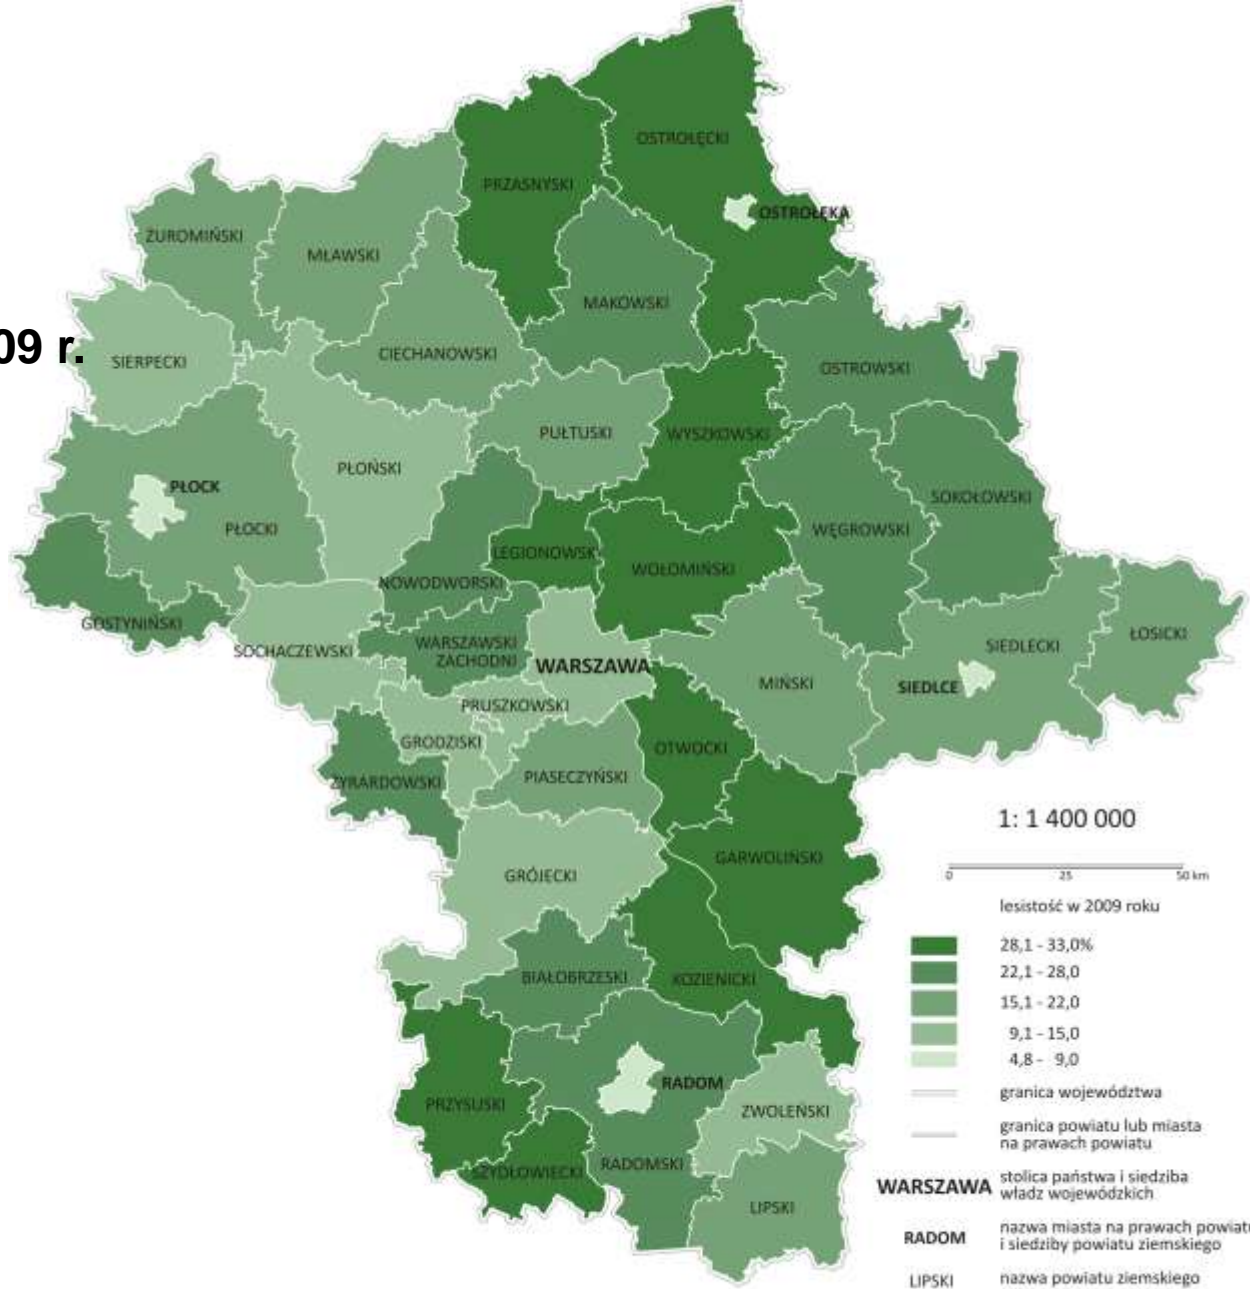 OSTROŁĘCKI
PRZASNYSKI
OSTROŁĘKA
ŻUROMIŃSKI
MŁAWSKI
MAKOWSKI
09 r.
SIERPECKI
CIECHANOWSKI
OSTROWSKI
PUŁTUSKI
WYSZKOWSKI
PŁOŃSKI
PŁOCK
SOKOŁOWSKI
PŁOCKI
WĘGROWSKI
LEGIONOWSK
WOŁOMIŃSKI
NOWODWORSKI
GOSTYNIŃSKI
SOCHACZEWSKI
WARSZAWSKI
ZACHODNI
WARSZAWA
ŁOSICKI
SIEDLECKI
MIŃSKI
SIEDLCE
PRUSZKOWSKI
GRODZISKI
OTWOCKI
ŻYRARDOWSKI
PIASECZYŃSKI
GARWOLIŃSKI
GRÓJECKI
BIAŁOBRZESKI
KOZIENICKI
RADOM
PRZYSUSKI
ZWOLEŃSKI
SZYDŁOWIECKI
RADOMSKI
LIPSKI
1: 1 400 000
0 25 50 km
lesistość w 2009 roku
28,1 - 33,0%
22,1 - 28,0
15,1 - 22,0
9,1 - 15,0
4,8 - 9,0
granica województwa
granica powiatu lub miasta
na prawach powiatu
WARSZAWA stolica państwa i siedziba
władz wojewódzkich
RADOM nazwa miasta na prawach powiatu
i siedziby powiatu ziemskiego
LIPSKI nazwa powiatu ziemskiego